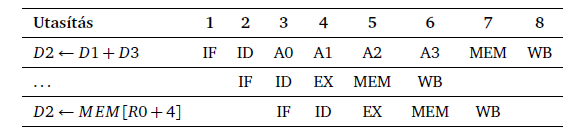 Utasítás 1 2 3 4 5 6 7 8
D2 ← D1 + D3 IF ID A0 A1 A2 A3 MEM WB
... IF ID EX MEM WB
D2 ← MEM[R0 + 4] IF ID EX MEM WB